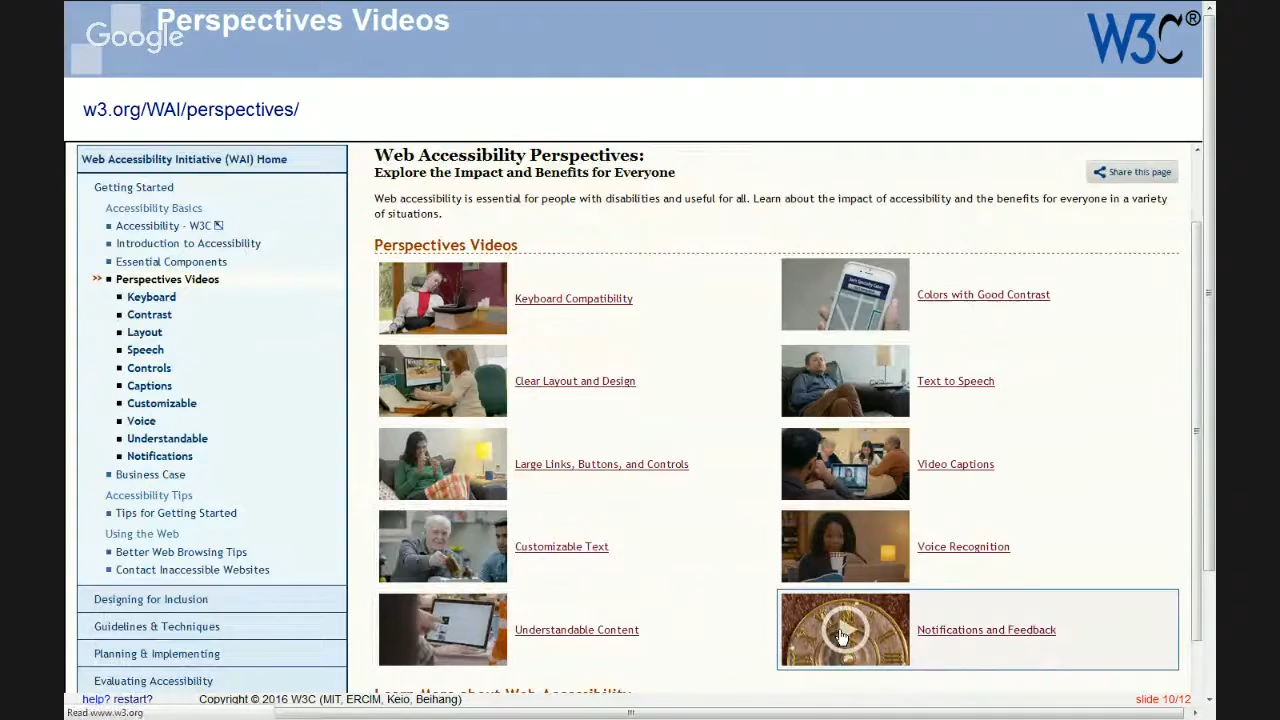 Perspectives Videos
Google
W3C®
w3.org/WAI/perspectives/
Web Accessibility Initiative (WAI) Home
Getting Started
Accessibility Basics
Accessibility - W3C
Introduction to Accessibility
Essential Components
>> Perspectives Videos
Keyboard
Contrast
Layout
Speech
Controls
Captions
Customizable
Voice
Understandable
Notifications
Business Case
Accessibility Tips
Tips for Getting Started
Using the Web
Better Web Browsing Tips
Contact Inaccessible Websites
Designing for Inclusion
Guidelines & Techniques
Planning & Implementing
Evaluating Accessibility
Web Accessibility Perspectives:
Explore the Impact and Benefits for Everyone
Share this page
Web accessibility is essential for people with disabilities and useful for all. Learn about the impact of accessibility and the benefits for everyone in a variety
of situations.
Perspectives Videos
Keyboard Compatibility
Colors with Good Contrast
Clear Layout and Design
Text to Speech
Large Links, Buttons, and Controls
Video Captions
Customizable Text
Voice Recognition
Understandable Content
Notifications and Feedback
Learn More about Web Accessibility
help? restart?
Copyright © 2016 W3C (MIT, ERCIM, Keio, Beihang)
slide 10/12
Read www.w3.org